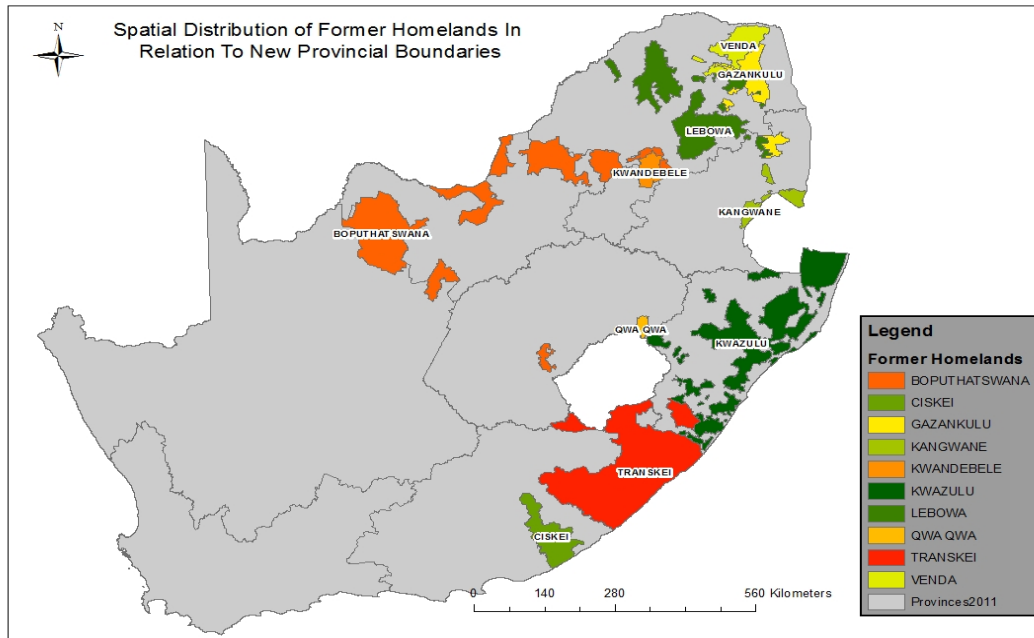 Spatial Distribution of Former Homelands In
Relation To New Provincial Boundaries
N
VENDA
GAZANKULU
LEBOWA
KWANDEBELE
KANGWANE
BOPUTHATSWANA
QWA QWA
KWAZULU
TRANSKEI
CISKEI
0 140 280 560 Kilometers
Legend
Former Homelands
BOPUTHATSWANA
CISKEI
GAZANKULU
KANGWANE
KWANDEBELE
KWAZULU
LEBOWA
QWA QWA
TRANSKEI
VENDA
Provinces2011